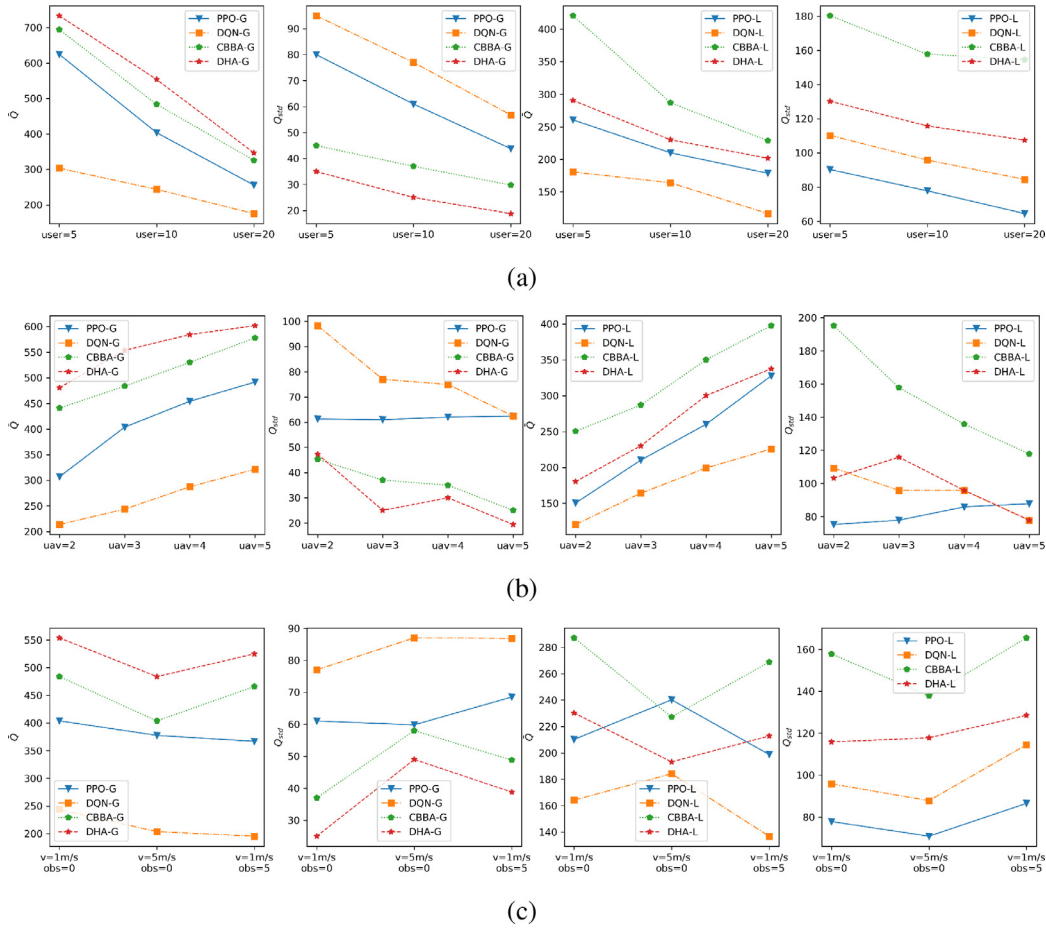 700
600
500
400
300
200
Q̄
PPO-G
DQN-G
CBBA-G
DHA-G
user=5 user=10 user=20
90
80
70
60
50
40
30
20
Q_std
PPO-G
DQN-G
CBBA-G
DHA-G
user=5 user=10 user=20
400
350
300
250
200
150
Q̄
PPO-L
DQN-L
CBBA-L
DHA-L
user=5 user=10 user=20
180
160
140
120
100
80
60
Q_std
PPO-L
DQN-L
CBBA-L
DHA-L
user=5 user=10 user=20
(a)
600
550
500
450
400
350
300
250
200
Q̄
PPO-G
DQN-G
CBBA-G
DHA-G
uav=2 uav=3 uav=4 uav=5
100
90
80
70
60
50
40
30
20
Q_std
PPO-G
DQN-G
CBBA-G
DHA-G
uav=2 uav=3 uav=4 uav=5
400
350
300
250
200
150
Q̄
PPO-L
DQN-L
CBBA-L
DHA-L
uav=2 uav=3 uav=4 uav=5
200
180
160
140
120
100
80
Q_std
PPO-L
DQN-L
CBBA-L
DHA-L
uav=2 uav=3 uav=4 uav=5
(b)
550
500
450
400
350
300
250
200
Q̄
PPO-G
DQN-G
CBBA-G
DHA-G
v=1m/s v=5m/s v=1m/s
obs=0 obs=0 obs=5
90
80
70
60
50
40
30
Q_std
PPO-G
DQN-G
CBBA-G
DHA-G
v=1m/s v=5m/s v=1m/s
obs=0 obs=0 obs=5
280
260
240
220
200
180
160
140
Q̄
PPO-L
DQN-L
CBBA-L
DHA-L
v=1m/s v=5m/s v=1m/s
obs=0 obs=0 obs=5
160
140
120
100
80
Q_std
PPO-L
DQN-L
CBBA-L
DHA-L
v=1m/s v=5m/s v=1m/s
obs=0 obs=0 obs=5
(c)